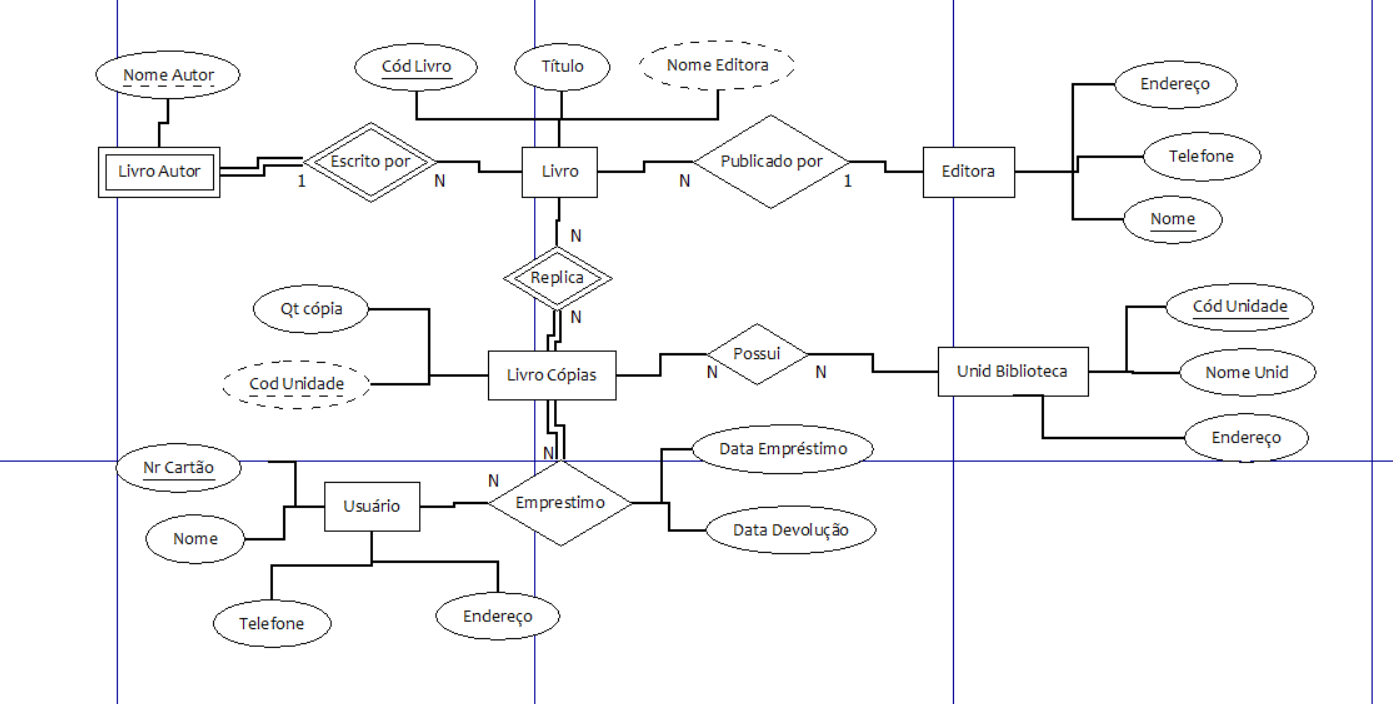 Nome Autor
Cód Livro
Título
Nome Editora
Endereço
Telefone
Nome
Livro Autor
Escrito por
Livro
Publicado por
Editora
1
N
N
1
N
Replica
N
Qt cópia
Cod Unidade
Livro Cópias
Possui
N
N
Unid Biblioteca
Cód Unidade
Nome Unid
Endereço
N
N
Nr Cartão
Nome
Usuário
Emprestimo
Data Empréstimo
Data Devolução
Telefone
Endereço